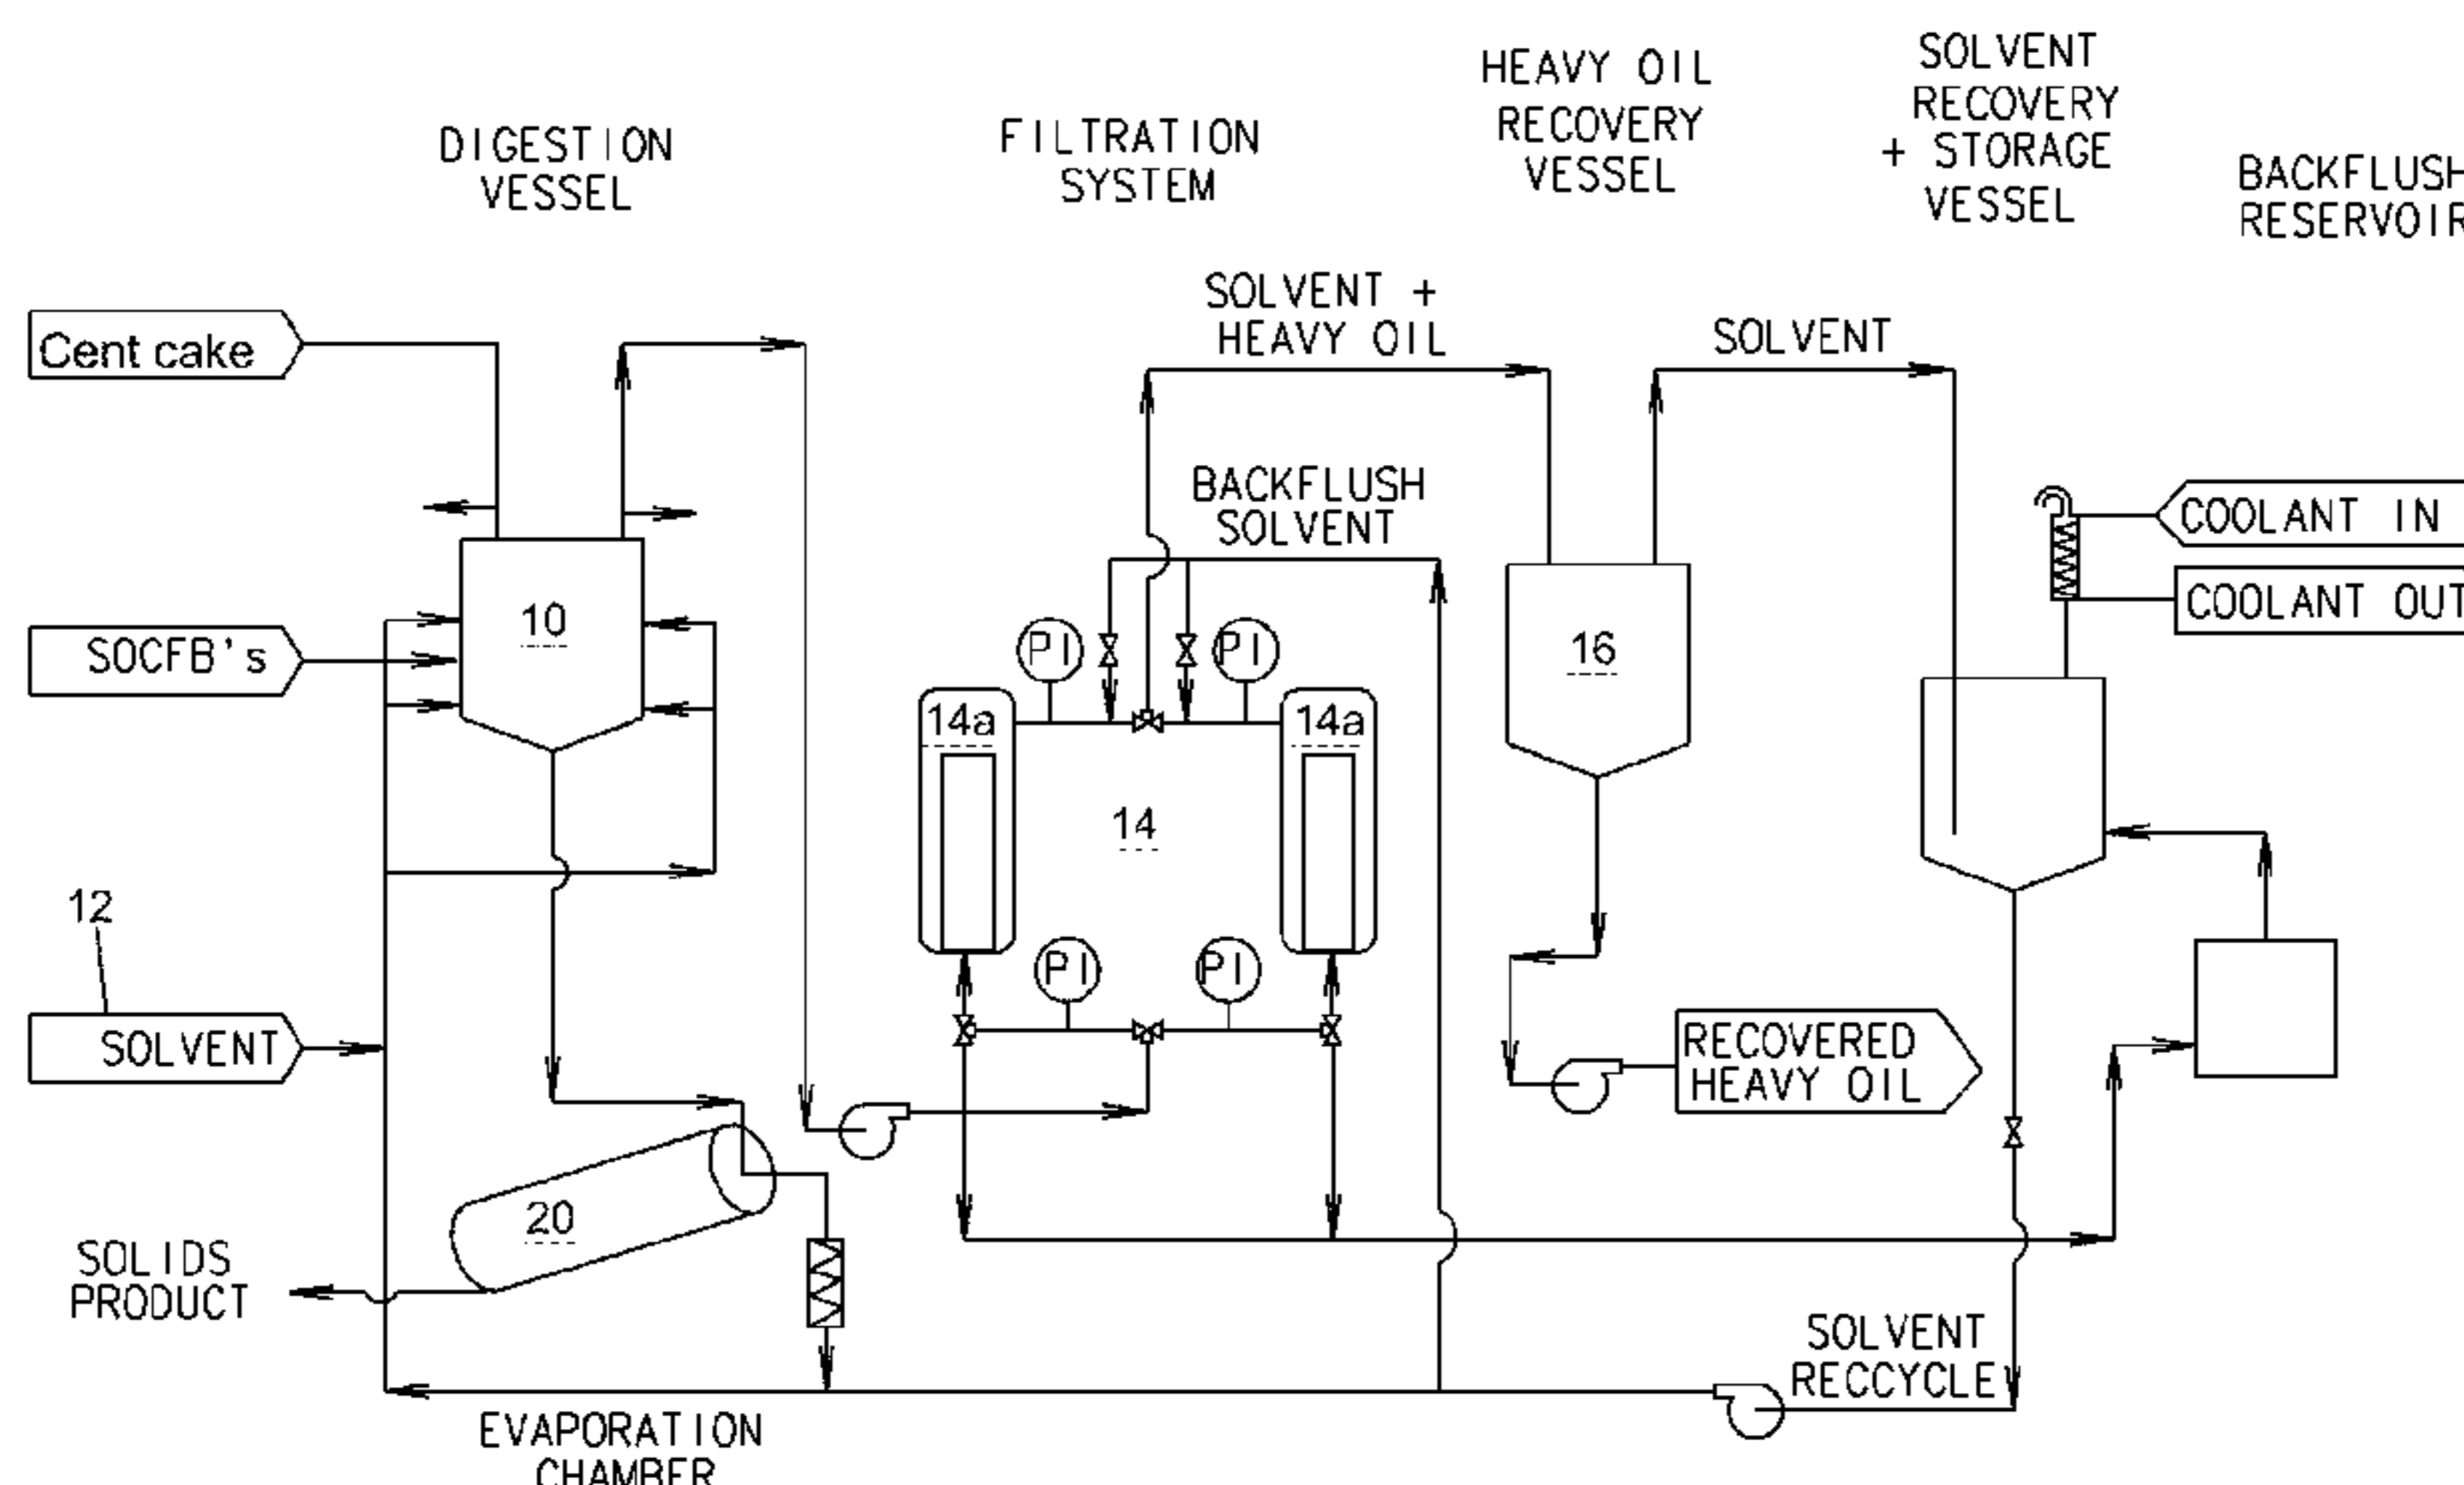 DIGESTION
VESSEL
FILTRATION
SYSTEM
HEAVY OIL
RECOVERY
VESSEL
SOLVENT
RECOVERY
+ STORAGE
VESSEL
BACKFLUSH
RESERVOIR
SOLVENT +
HEAVY OIL
SOLVENT
Cent cake
BACKFLUSH
SOLVENT
COOLANT IN
COOLANT OUT
10
SOCFB's
PI
PI
16
14a
14a
14
12
PI
PI
SOLVENT
RECOVERED
HEAVY OIL
20
SOLIDS
PRODUCT
SOLVENT
RECCYCLE
EVAPORATION
CHAMBER